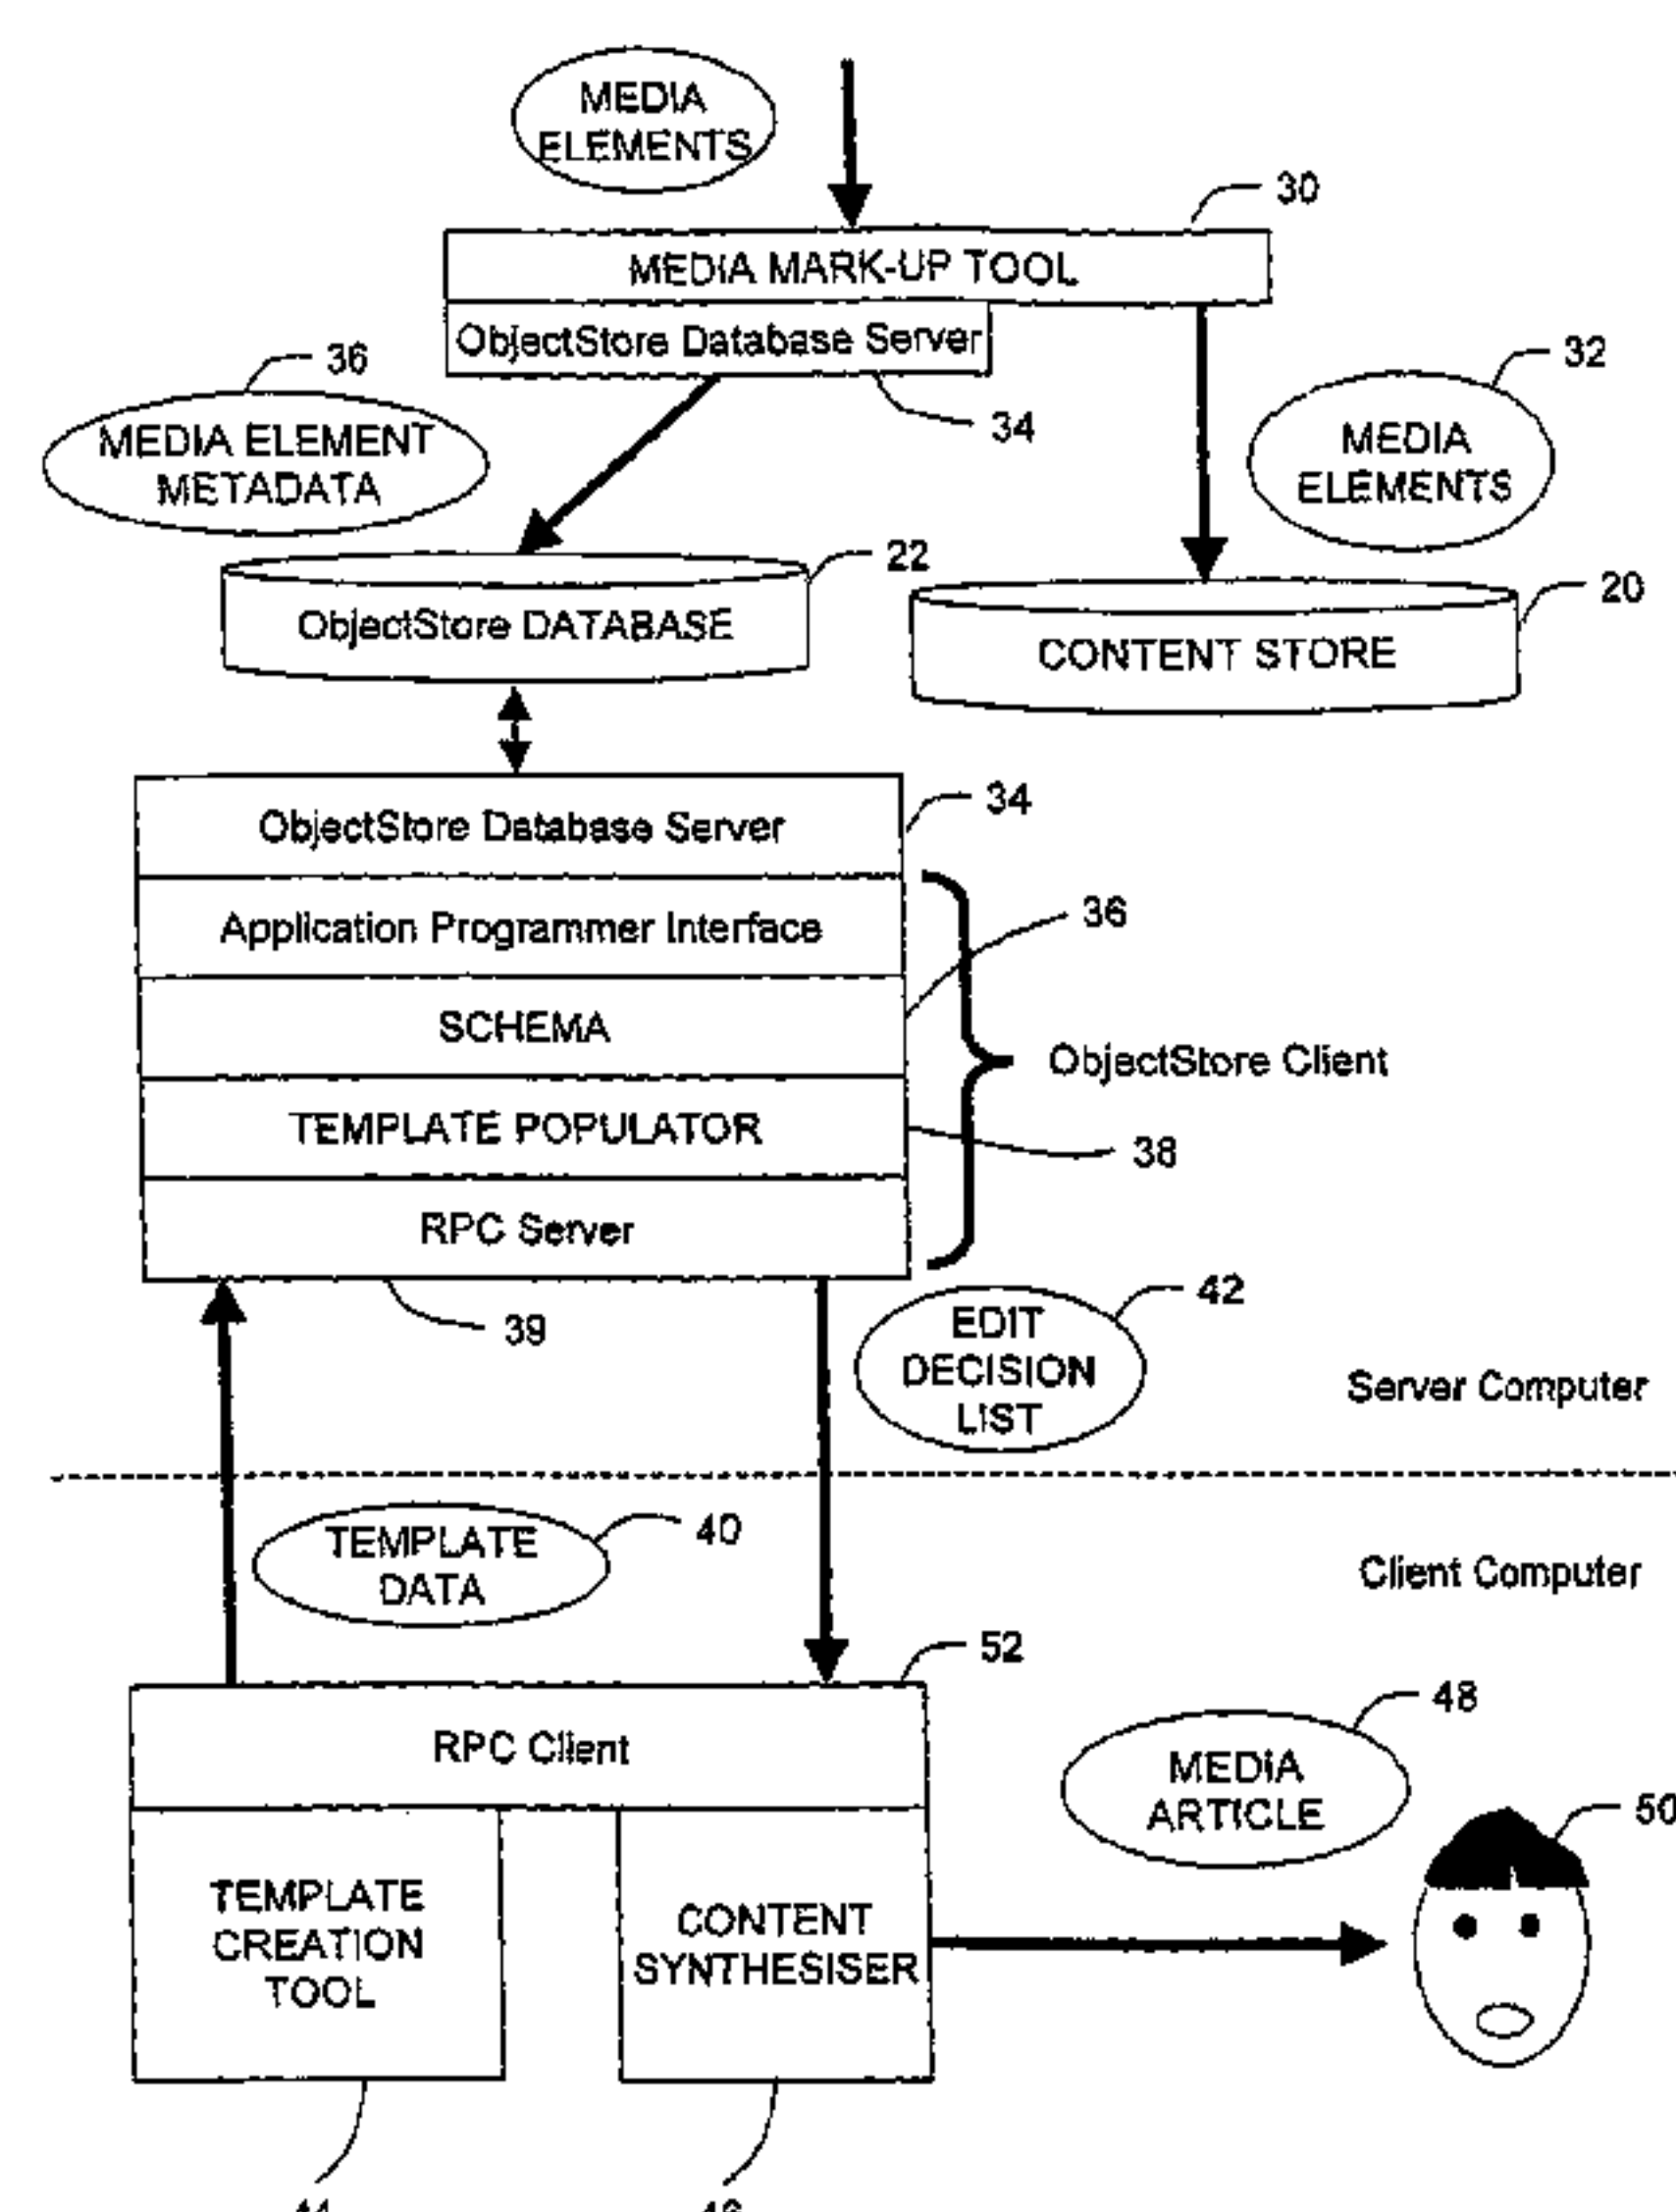 MEDIA
ELEMENTS
30
MEDIA MARK-UP TOOL
ObjectStore Database Server
36
32
34
MEDIA ELEMENT
METADATA
MEDIA
ELEMENTS
22
20
ObjectStore DATABASE
CONTENT STORE
34
ObjectStore Database Server
Application Programmer Interface
36
SCHEMA
ObjectStore Client
TEMPLATE POPULATOR
38
RPC Server
42
39
EDIT
DECISION
LIST
Server Computer
40
TEMPLATE
DATA
Client Computer
52
48
RPC Client
MEDIA
ARTICLE
50
TEMPLATE
CREATION
TOOL
CONTENT
SYNTHESISER